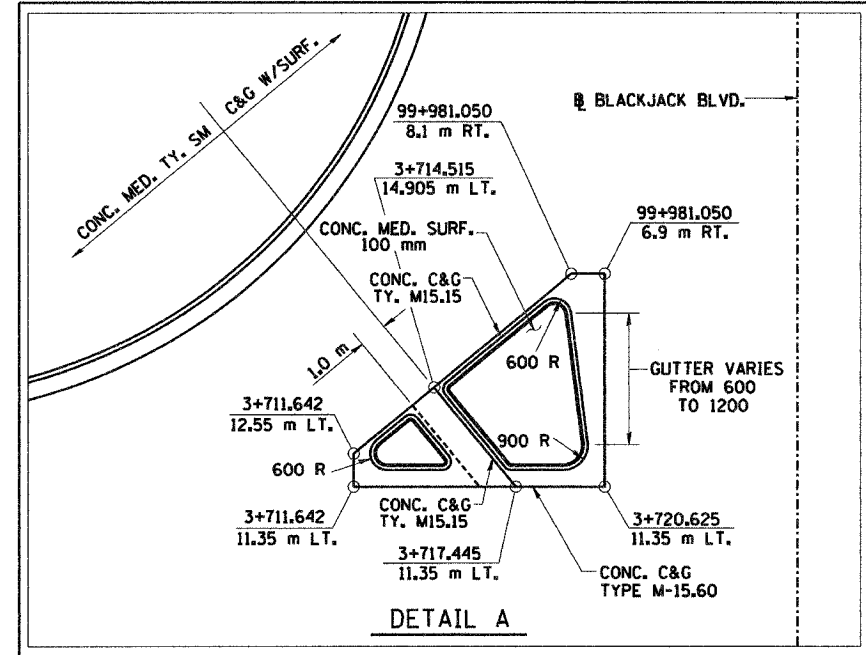 CONC. MED. TY. SM
C&G W/SURF.
℄ BLACKJACK BLVD.
99+981.050
8.1 m RT.
3+714.515
14.905 m LT.
99+981.050
6.9 m RT.
CONC. MED. SURF.
100 mm
CONC. C&G
TY. M15.15
1.0 m
600 R
GUTTER VARIES
FROM 600
TO 1200
3+711.642
12.55 m LT.
900 R
600 R
CONC. C&G
TY. M15.15
3+711.642
11.35 m LT.
3+720.625
11.35 m LT.
3+717.445
11.35 m LT.
CONC. C&G
TYPE M-15.60
DETAIL A